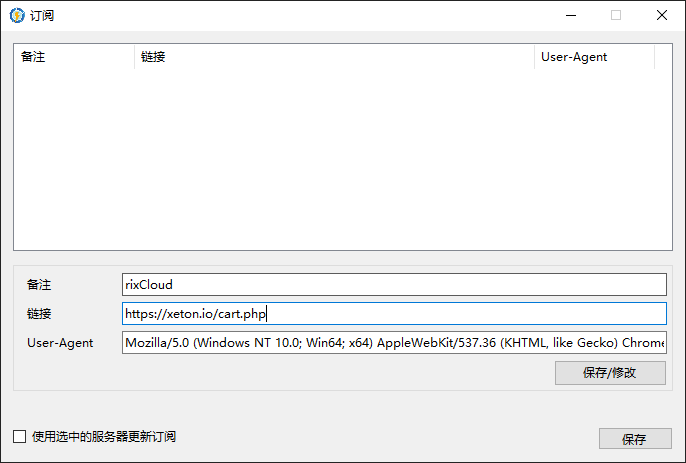 订阅
备注 链接 User-Agent
备注 rixCloud
链接 https://xeton.io/cart.php
User-Agent Mozilla/5.0 (Windows NT 10.0; Win64; x64) AppleWebKit/537.36 (KHTML, like Gecko) Chrome
保存/修改
使用选中的服务器更新订阅 保存